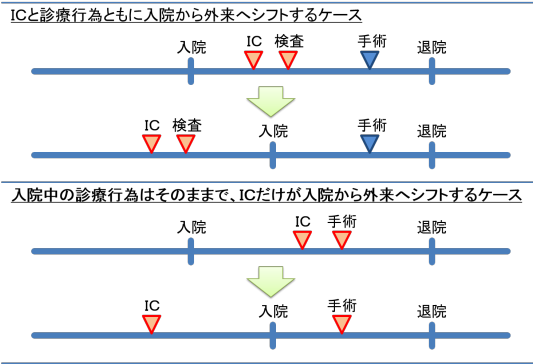 ICと診療行為ともに入院から外来へシフトするケース
入院 IC 検査 手術 退院
IC 検査 入院 手術 退院
入院中の診療行為はそのままで、ICだけが入院から外来へシフトするケース
入院 IC 手術 退院
IC 入院 手術 退院